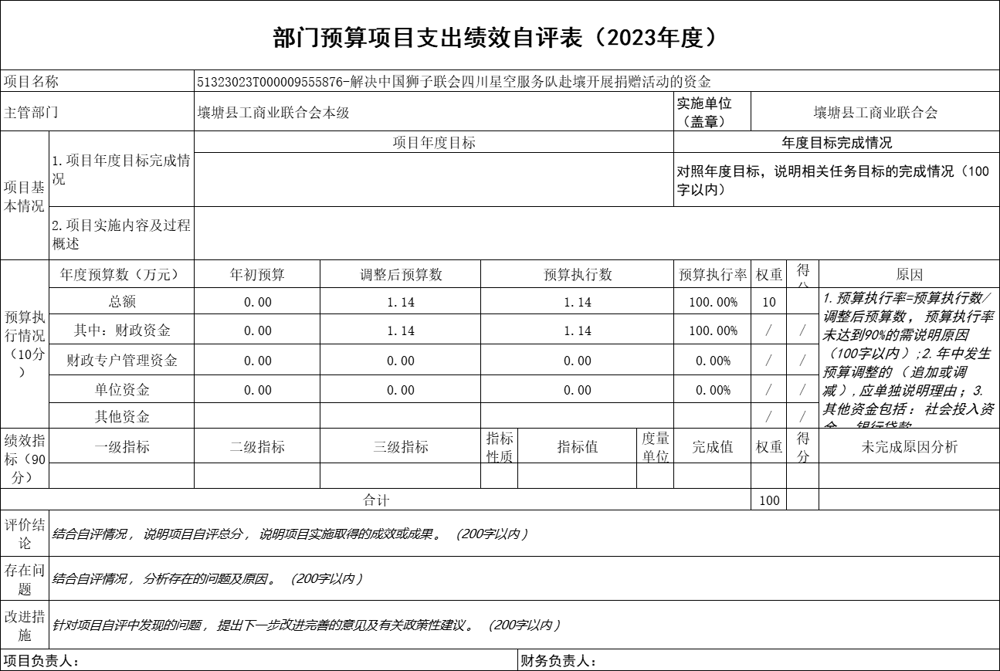 部门预算项目支出绩效自评表（2023年度）
项目名称
51323023T000009555876-解决中国狮子联会四川星空服务队赴壤开展捐赠活动的资金
主管部门
壤塘县工商业联合会本级
实施单位
（盖章）
壤塘县工商业联合会
项目基
本情况
1.项目年度目标完成情
况
项目年度目标
年度目标完成情况
对照年度目标，说明相关任务目标的完成情况（100
字以内）
2.项目实施内容及过程
概述
预算执
行情况
（10分
）
年度预算数（万元）
年初预算
调整后预算数
预算执行数
预算执行率
权重
得
原因
总额
0.00
1.14
1.14
100.00%
10
1.预算执行率=预算执行数/
调整后预算数，预算执行率
未达到90%的需说明原因
（100字以内）;2.年中发生
预算调整的（追加或调
减）,应单独说明理由；3.
其他资金包括：社会投入资
金、银行贷款
其中：财政资金
0.00
1.14
1.14
100.00%
/
/
财政专户管理资金
0.00
0.00
0.00
0.00%
/
/
单位资金
0.00
0.00
0.00
0.00%
/
/
其他资金
/
/
绩效指
标（90
分）
一级指标
二级指标
三级指标
指标
性质
指标值
度量
单位
完成值
权重
得
分
未完成原因分析
合计
100
评价结
论
结合自评情况，说明项目自评总分，说明项目实施取得的成效或成果。（200字以内）
存在问
题
结合自评情况，分析存在的问题及原因。（200字以内）
改进措
施
针对项目自评中发现的问题，提出下一步改进完善的意见及有关政策性建议。（200字以内）
项目负责人：
财务负责人：